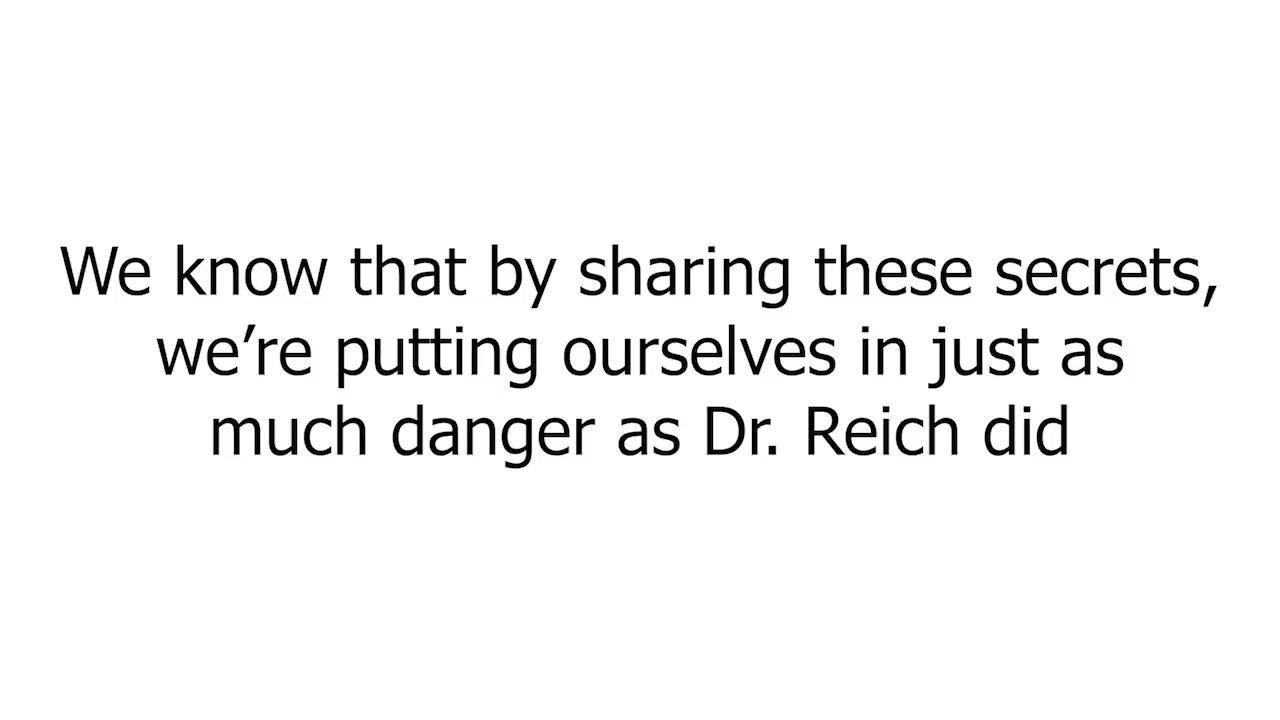 We know that by sharing these secrets,
we’re putting ourselves in just as
much danger as Dr. Reich did